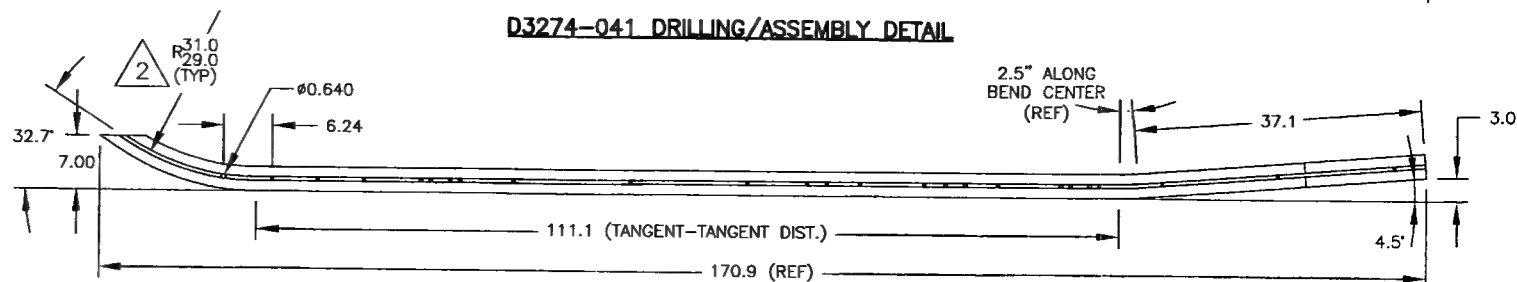 D3274-041 DRILLING/ASSEMBLY DETAIL
2
R31.0
29.0
(TYP)
ø0.640
6.24
32.7°
7.00
2.5" ALONG
BEND CENTER
(REF)
37.1
3.0
111.1 (TANGENT-TANGENT DIST.)
4.5°
170.9 (REF)